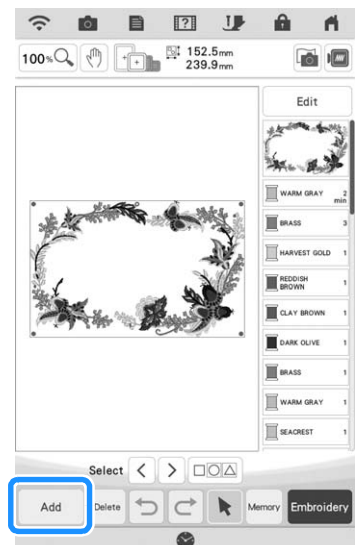 100%
152.5mm
239.9mm
Edit
WARM GRAY 2
min
BRASS 3
HARVEST GOLD 1
REDDISH
BROWN 1
CLAY BROWN 1
DARK OLIVE 1
BRASS 1
WARM GRAY 1
SEACREST 1
Select
Add
Delete
Memory
Embroidery